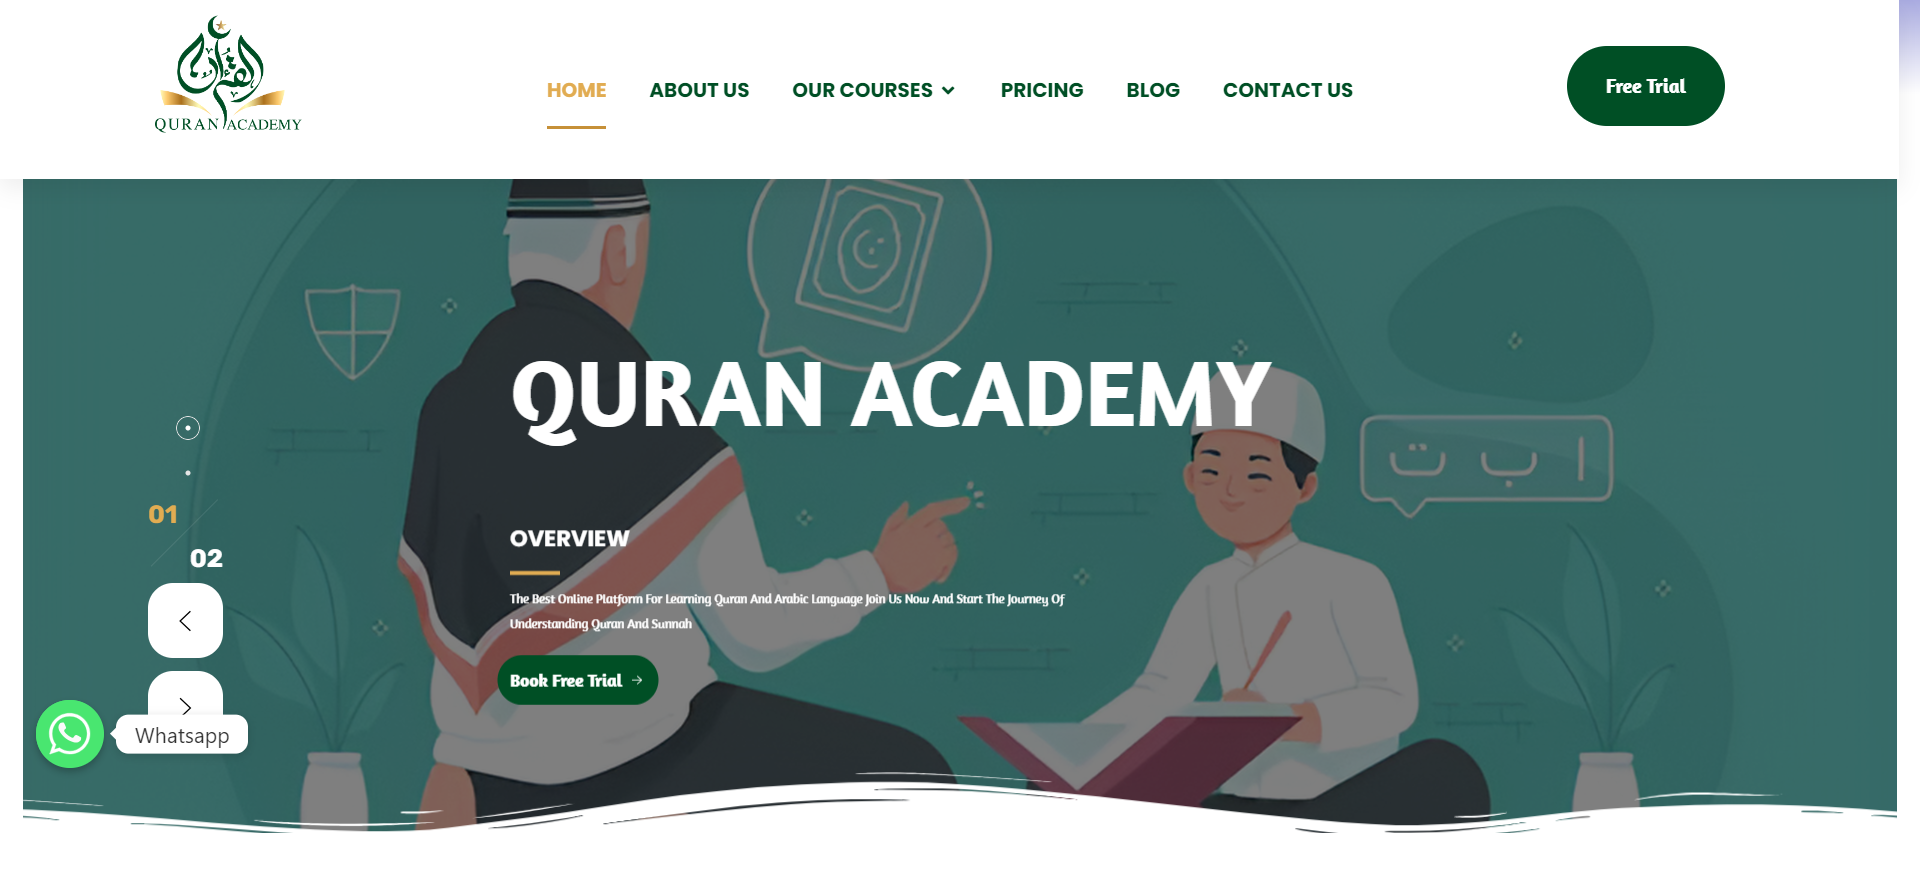 القرآن
QURAN ACADEMY
HOME
ABOUT US
OUR COURSES
PRICING
BLOG
CONTACT US
Free Trial
QURAN ACADEMY
ا ب ت
01
02
OVERVIEW
The Best Online Platform For Learning Quran And Arabic Language Join Us Now And Start The Journey Of
Understanding Quran And Sunnah
Book Free Trial →
Whatsapp